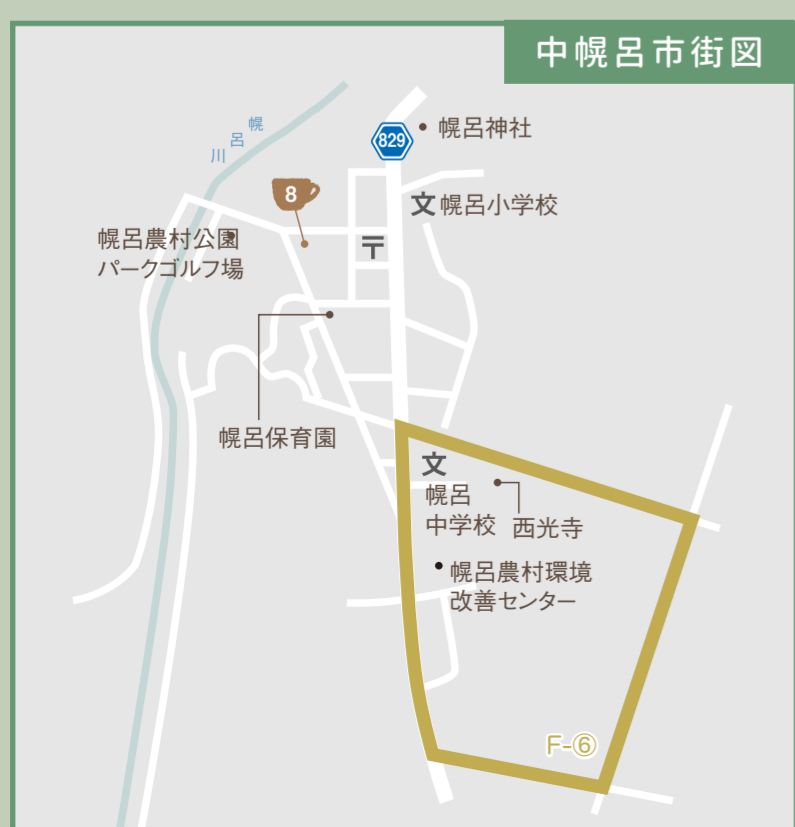 中幌呂市街図
幌呂川
829
幌呂神社
8
文幌呂小学校
〒
幌呂農村公園
パークゴルフ場
幌呂保育園
文
幌呂
中学校
西光寺
幌呂農村環境
改善センター
F-⑥